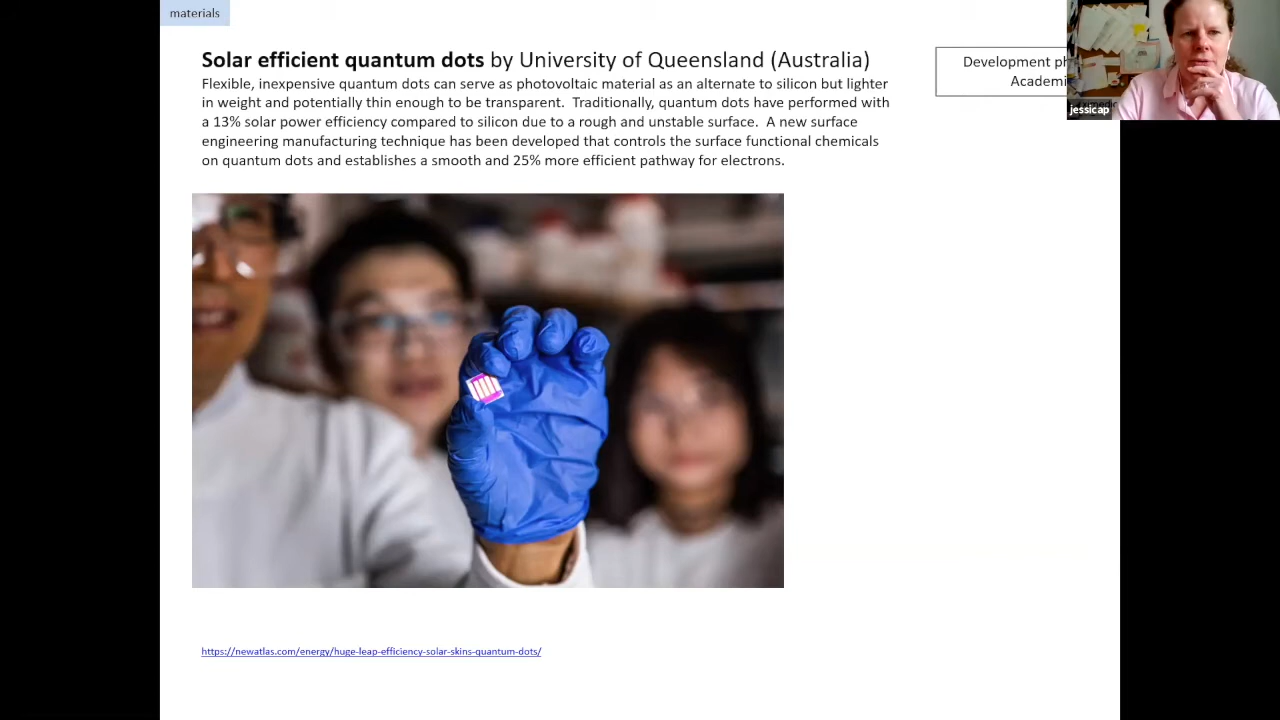 materials
Solar efficient quantum dots by University of Queensland (Australia)
Flexible, inexpensive quantum dots can serve as photovoltaic material as an alternate to silicon but lighter
in weight and potentially thin enough to be transparent. Traditionally, quantum dots have performed with
a 13% solar power efficiency compared to silicon due to a rough and unstable surface. A new surface
engineering manufacturing technique has been developed that controls the surface functional chemicals
on quantum dots and establishes a smooth and 25% more efficient pathway for electrons.
Development ph
Academi
jessicap
https://newatlas.com/energy/huge-leap-efficiency-solar-skins-quantum-dots/